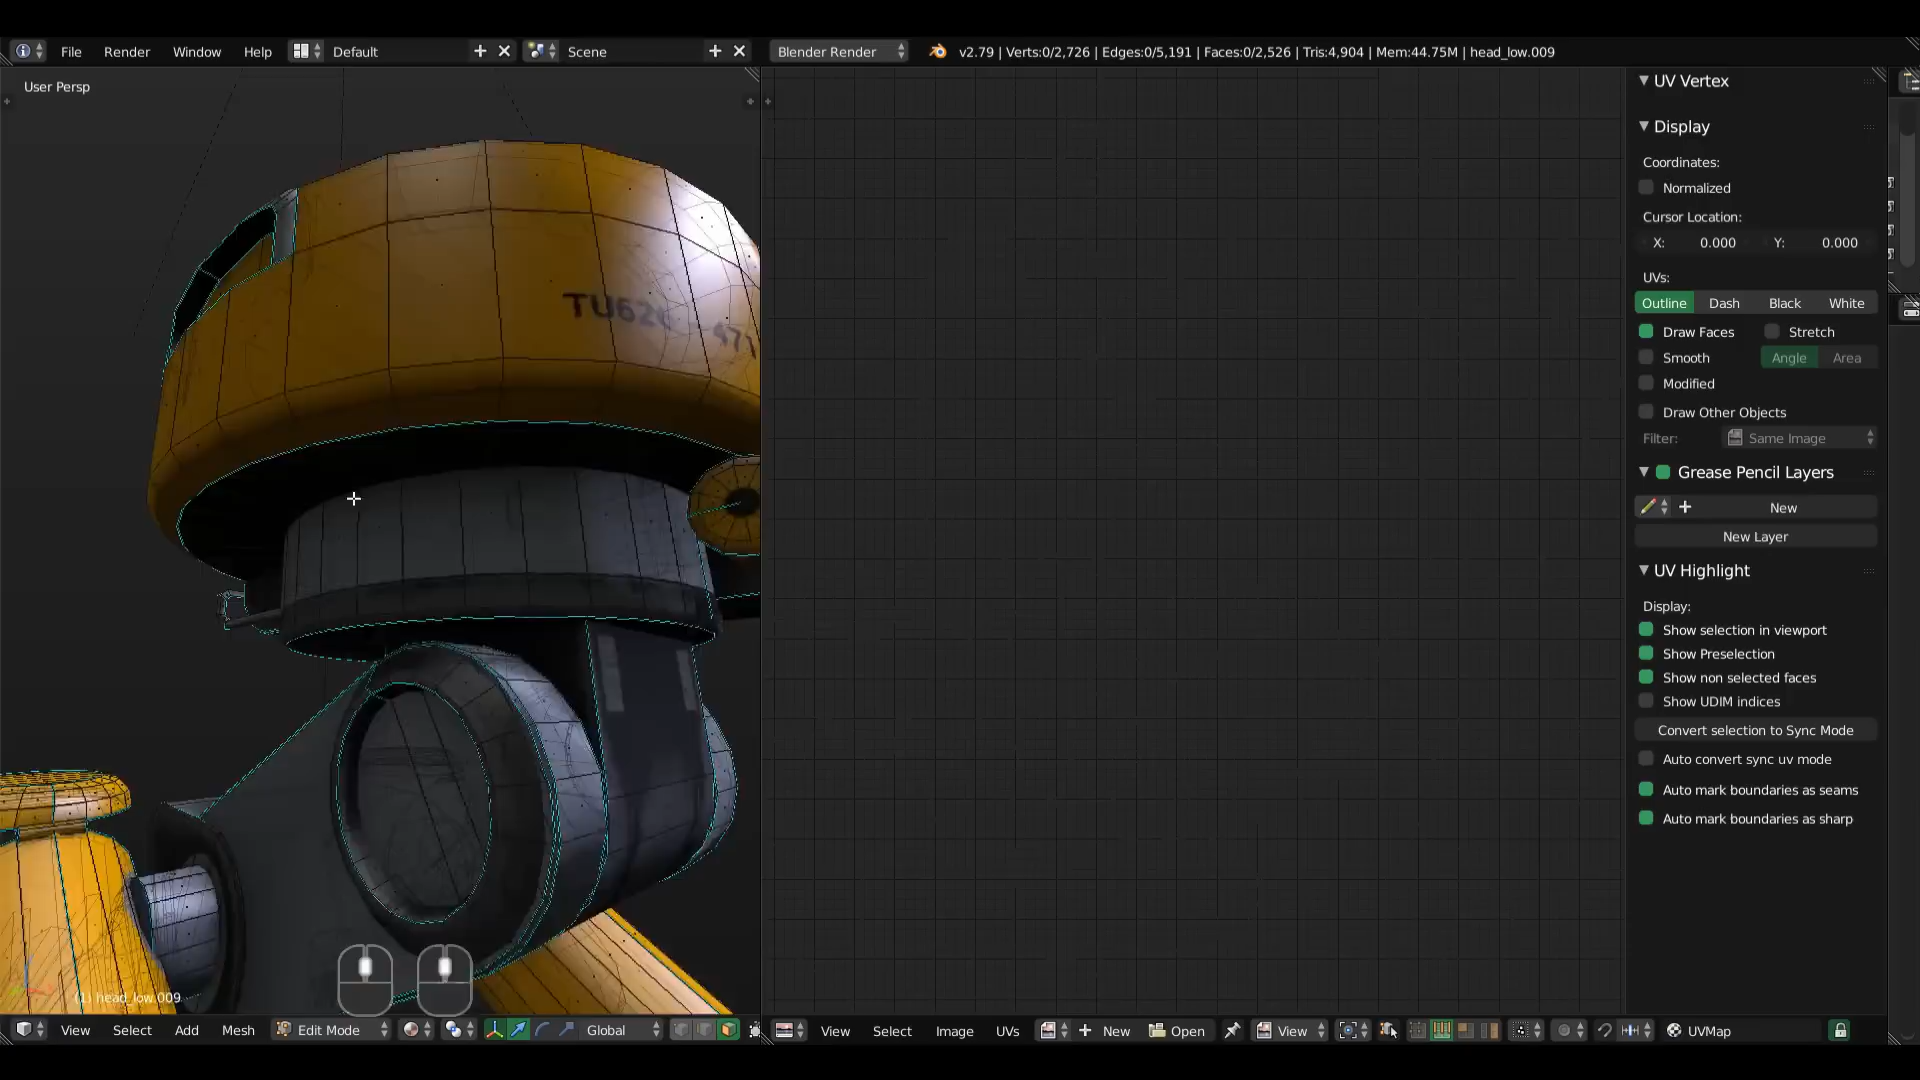 File Render Window Help Default Scene Blender Render v2.79 | Verts:0/2,726 | Edges:0/5,191 | Faces:0/2,526 | Tris:4,904 | Mem:44.75M | head_low.009
User Persp
UV Vertex
Display
Coordinates:
Normalized
Cursor Location:
X: 0.000 Y: 0.000
UVs:
Outline Dash Black White
Draw Faces Stretch
Smooth Angle Area
Modified
Draw Other Objects
Filter: Same Image
Grease Pencil Layers
New
New Layer
UV Highlight
Display:
Show selection in viewport
Show Preselection
Show non selected faces
Show UDIM indices
Convert selection to Sync Mode
Auto convert sync uv mode
Auto mark boundaries as seams
Auto mark boundaries as sharp
(1) head_low.009
View Select Add Mesh Edit Mode Global View Select Image UVs New Open View UVMap